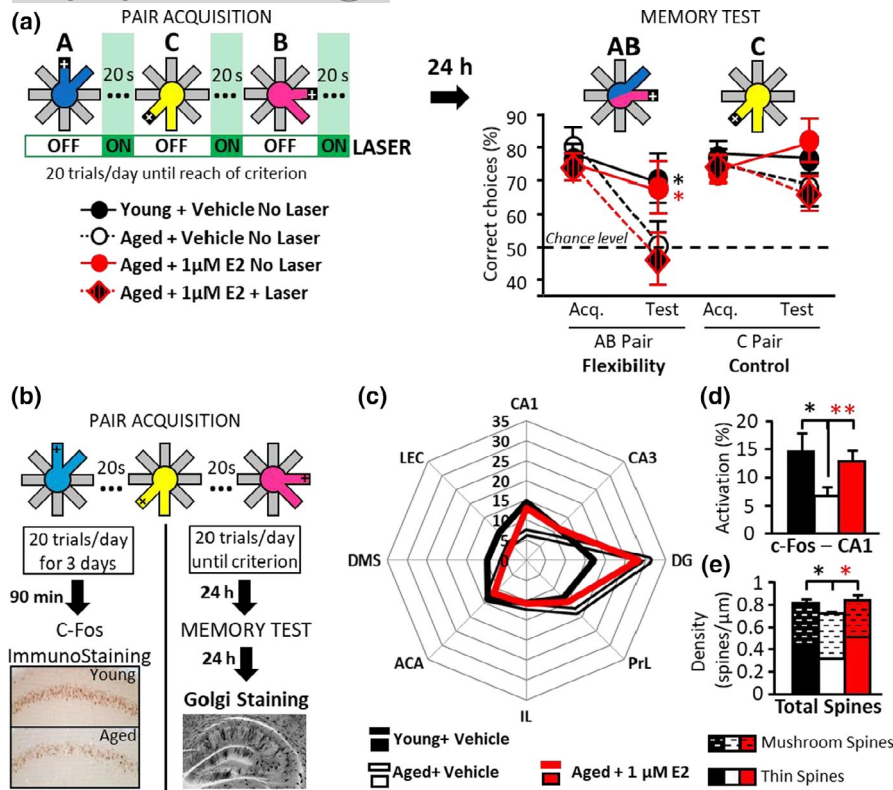 (a)
PAIR ACQUISITION
A C B
20 s 20 s 20 s
OFF ON OFF ON OFF ON LASER
20 trials/day until reach of criterion
Young + Vehicle No Laser
Aged + Vehicle No Laser
Aged + 1µM E2 No Laser
Aged + 1µM E2 + Laser
24 h
MEMORY TEST
AB C
Correct choices (%)
90
80
70
60
50
40
Chance level
*
*
Acq. Test Acq. Test
AB Pair C Pair
Flexibility Control
(b)
PAIR ACQUISITION
20s 20s
20 trials/day
for 3 days
20 trials/day
until criterion
90 min
24 h
C-Fos
ImmunoStaining
Young
Aged
MEMORY TEST
24 h
Golgi Staining
(c)
CA1
CA3
DG
PrL
IL
ACA
DMS
LEC
35
30
25
20
15
10
5
0
Young+ Vehicle
Aged+ Vehicle
Aged + 1 µM E2
(d)
Activation (%)
20
15
10
5
0
* **
c-Fos – CA1
(e)
Density
(spines/µm)
1
0.8
0.6
0.4
0.2
0
* *
Total Spines
Mushroom Spines
Thin Spines